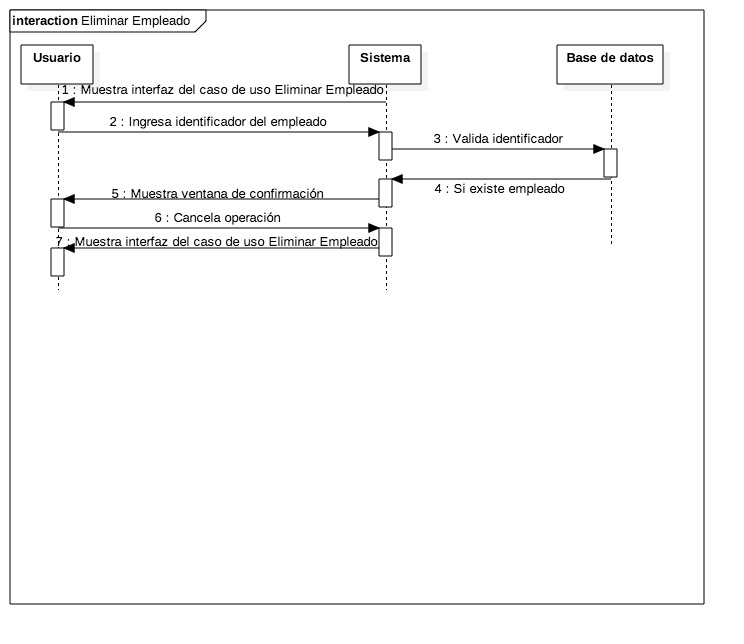 interaction Eliminar Empleado
Usuario
Sistema
Base de datos
1 : Muestra interfaz del caso de uso Eliminar Empleado
2 : Ingresa identificador del empleado
3 : Valida identificador
4 : Si existe empleado
5 : Muestra ventana de confirmación
6 : Cancela operación
7 : Muestra interfaz del caso de uso Eliminar Empleado